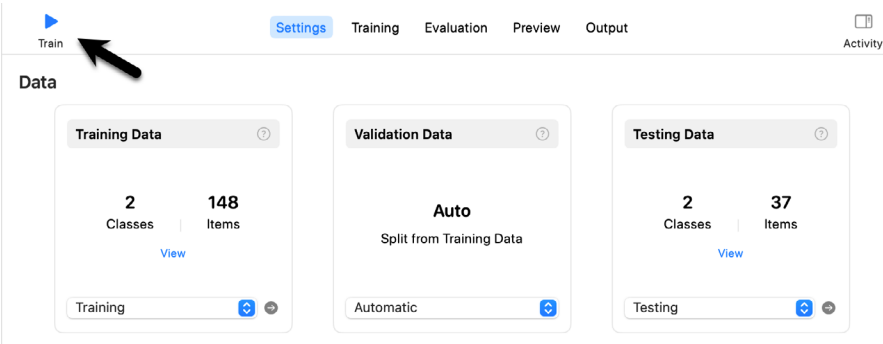 Train
Settings Training Evaluation Preview Output
Activity
Data
Training Data ?
2 148
Classes Items
View
Training
Validation Data ?
Auto
Split from Training Data
Automatic
Testing Data ?
2 37
Classes Items
View
Testing